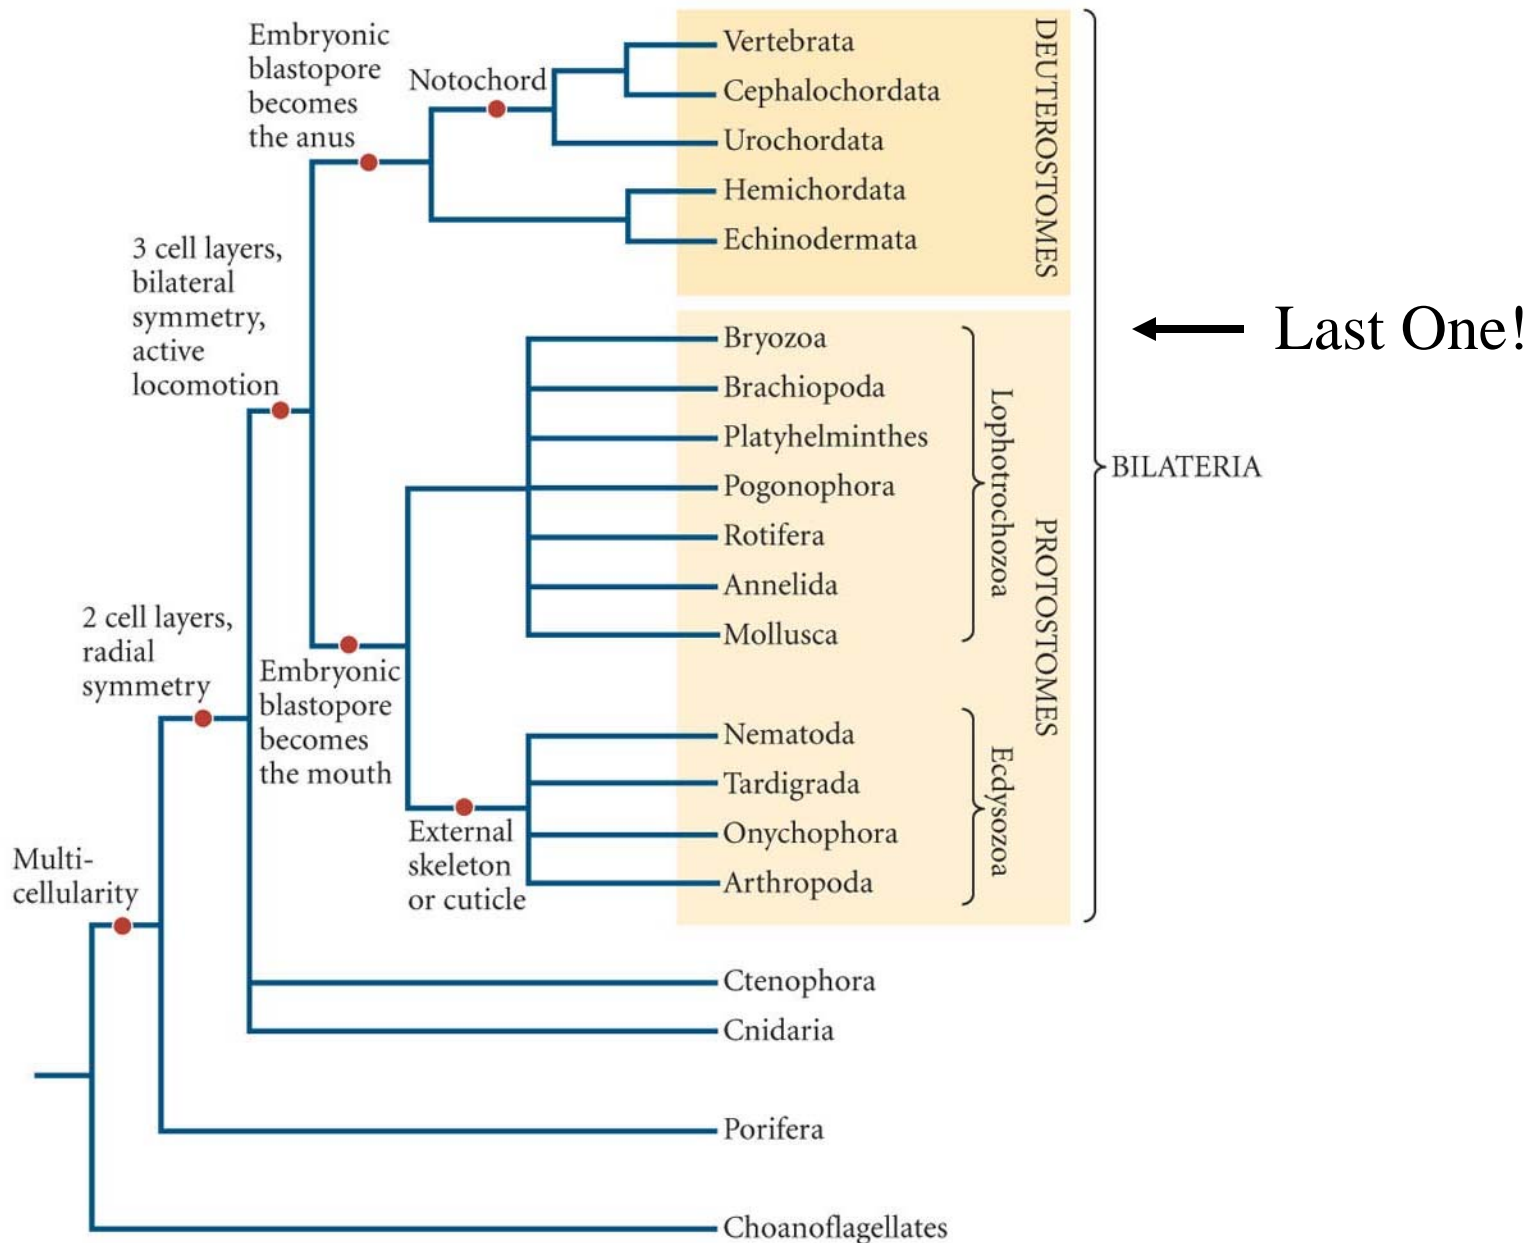 Embryonic
blastopore
becomes
the anus
Notochord
3 cell layers,
bilateral
symmetry,
active
locomotion
2 cell layers,
radial
symmetry
Embryonic
blastopore
becomes
the mouth
External
skeleton
or cuticle
Multi-
cellularity
Vertebrata
Cephalochordata
Urochordata
Hemichordata
Echinodermata
DEUTEROSTOMES
Bryozoa
Brachiopoda
Platyhelminthes
Pogonophora
Rotifera
Annelida
Mollusca
Lophotrochozoa
Nematoda
Tardigrada
Onychophora
Arthropoda
Ecdysozoa
PROTOSTOMES
BILATERIA
Last One!
Ctenophora
Cnidaria
Porifera
Choanoflagellates